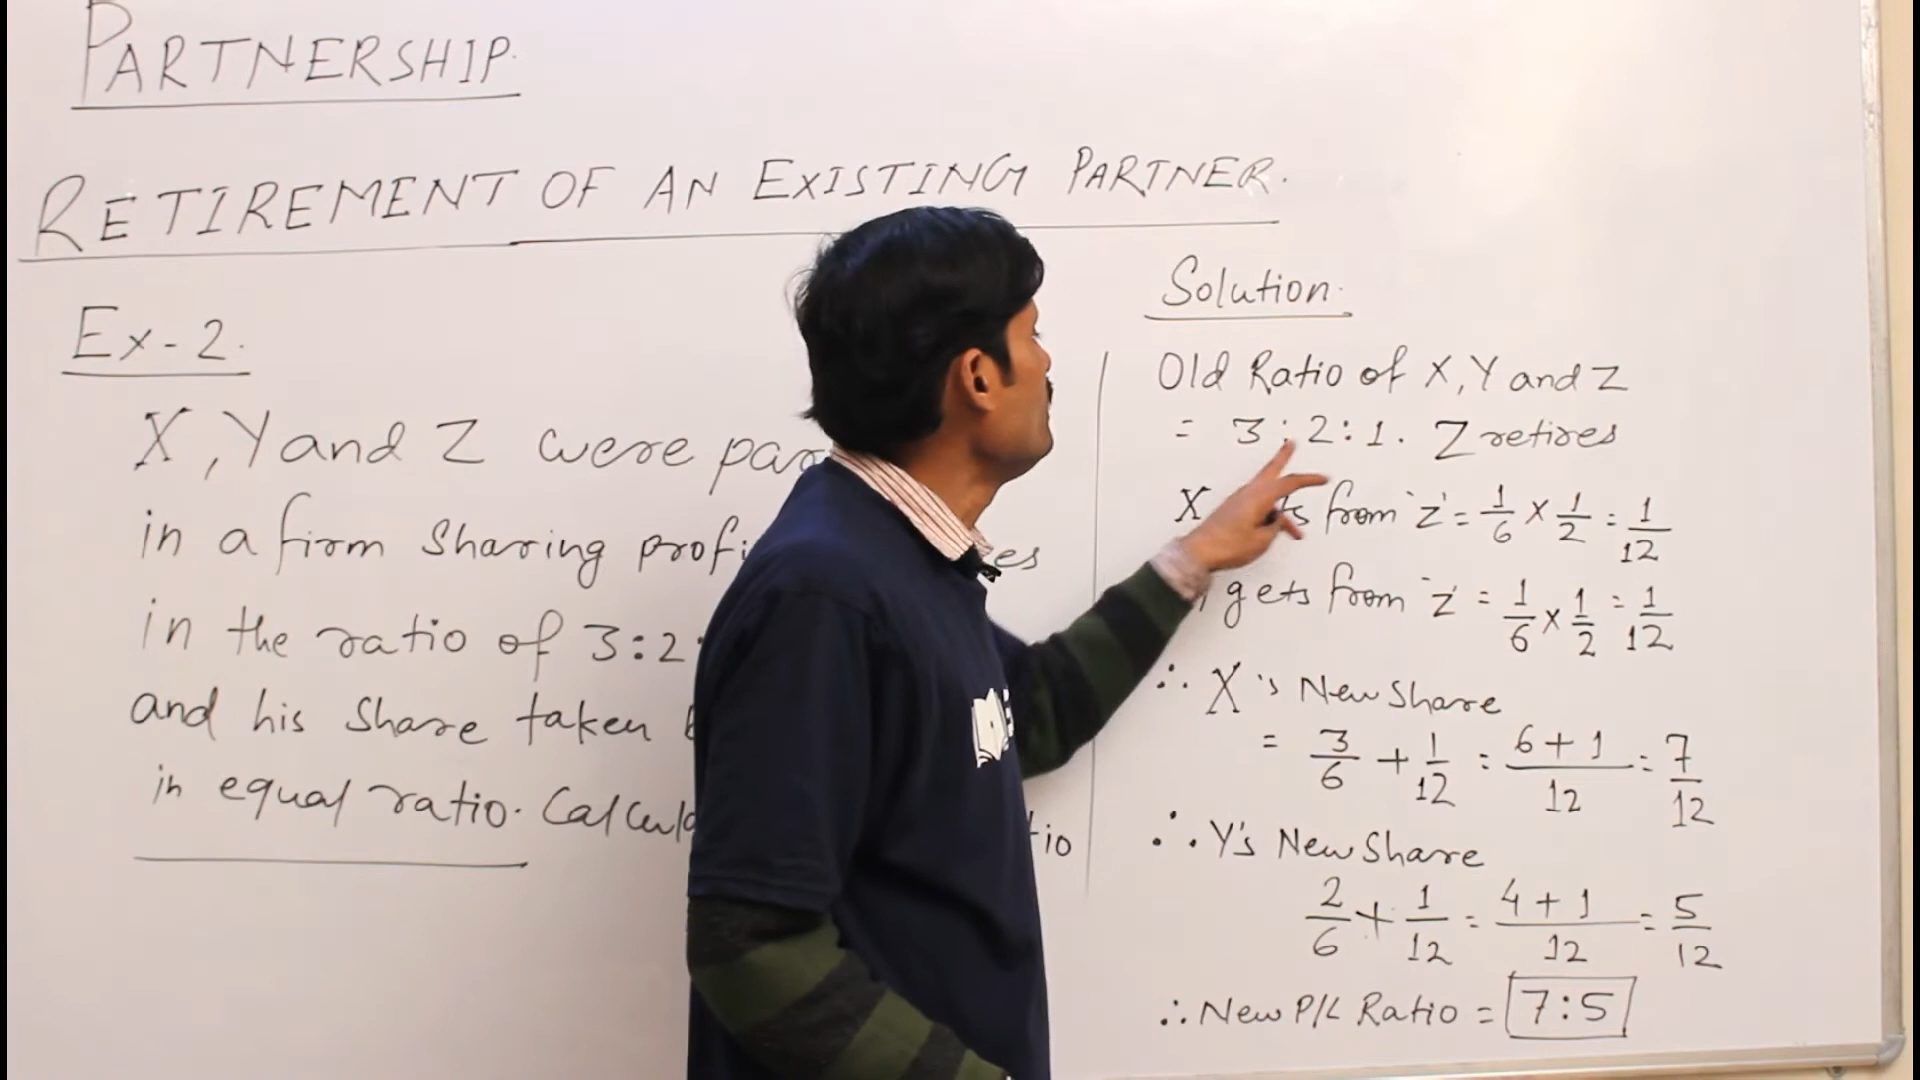 PARTNERSHIP.
RETIREMENT OF AN EXISTING PARTNER.
Ex-2.
X, Y and Z were par
in a firm sharing profi es
in the ratio of 3:2:
and his share taken
in equal ratio. Calcula tio
Solution.
Old Ratio of X, Y and Z
= 3:2:1. Z retires
X ts from 'Z' = 1/6 × 1/2 = 1/12
gets from 'Z' = 1/6 × 1/2 = 1/12
∴ X's New Share
= 3/6 + 1/12 = 6+1/12 = 7/12
∴ Y's New Share
2/6 + 1/12 = 4+1/12 = 5/12
∴ New P/L Ratio = 7:5